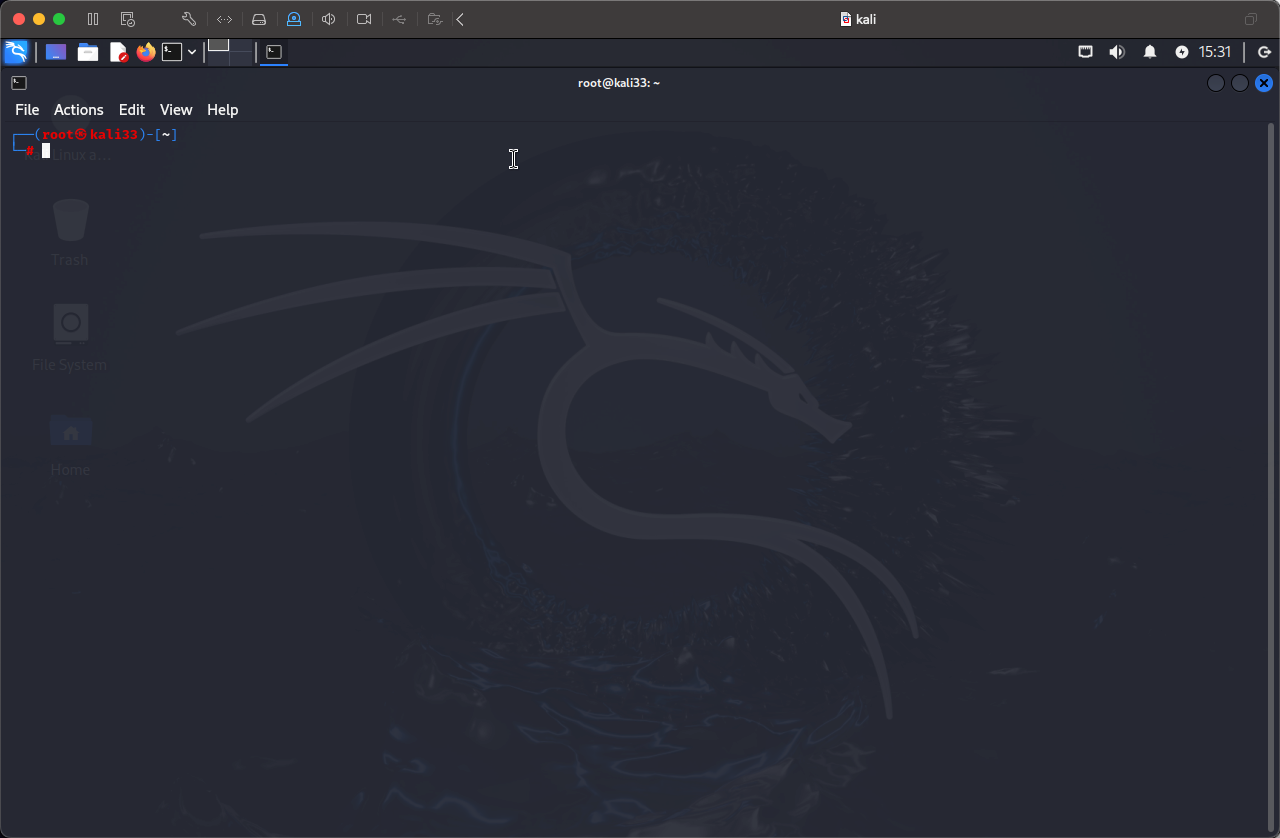 kali
15:31
root@kali33: ~
File Actions Edit View Help
┌──(root㉿kali33)-[~]
└─#
Kali Linux a...
Trash
File System
Home